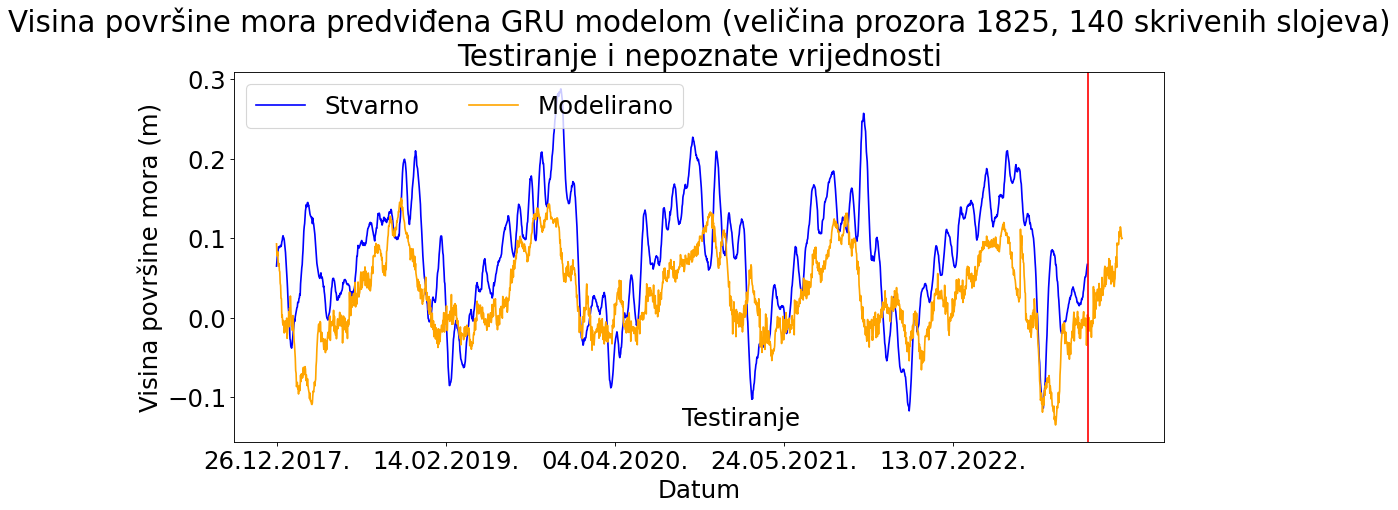 Visina površine mora predviđena GRU modelom (veličina prozora 1825, 140 skrivenih slojeva)
Testiranje i nepoznate vrijednosti
Stvarno Modelirano
Visina površine mora (m)
0.3
0.2
0.1
0.0
−0.1
Testiranje
26.12.2017. 14.02.2019. 04.04.2020. 24.05.2021. 13.07.2022.
Datum